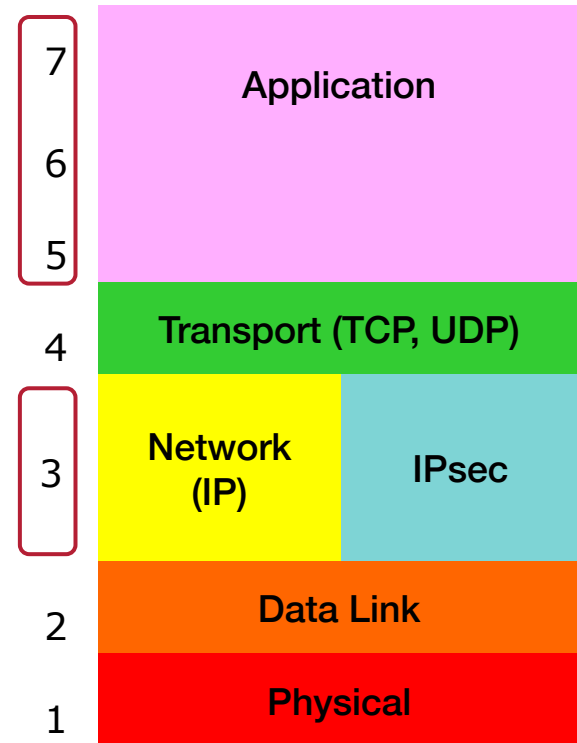 7
Application
6
5
4
Transport (TCP, UDP)
3
Network
(IP)
IPsec
2
Data Link
1
Physical